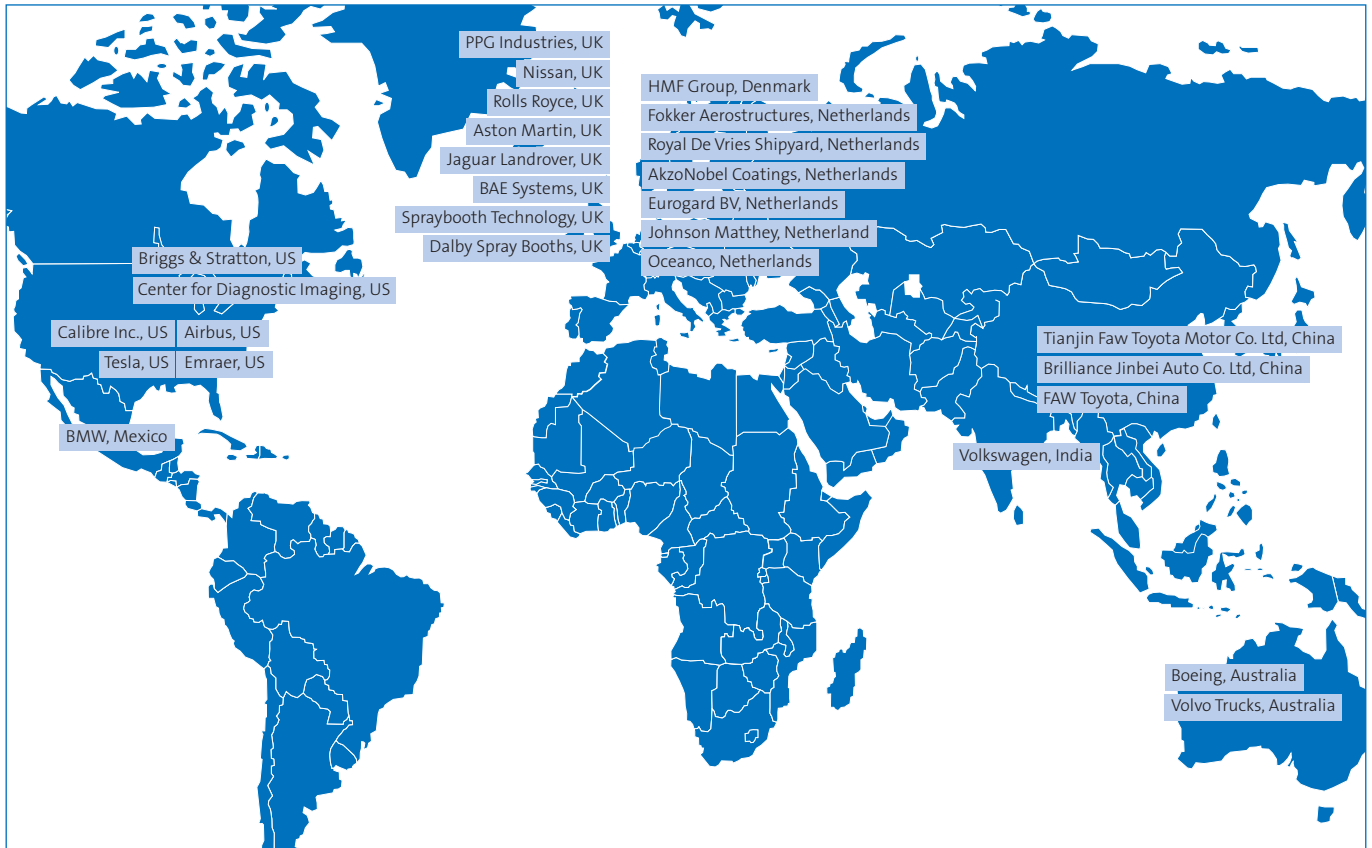 PPG Industries, UK
Nissan, UK
Rolls Royce, UK
Aston Martin, UK
Jaguar Landrover, UK
BAE Systems, UK
Spraybooth Technology, UK
Dalby Spray Booths, UK
HMF Group, Denmark
Fokker Aerostructures, Netherlands
Royal De Vries Shipyard, Netherlands
AkzoNobel Coatings, Netherlands
Eurogard BV, Netherlands
Johnson Matthey, Netherland
Oceanco, Netherlands
Briggs & Stratton, US
Center for Diagnostic Imaging, US
Calibre Inc., US
Airbus, US
Tesla, US
Emraer, US
BMW, Mexico
Tianjin Faw Toyota Motor Co. Ltd, China
Brilliance Jinbei Auto Co. Ltd, China
FAW Toyota, China
Volkswagen, India
Boeing, Australia
Volvo Trucks, Australia